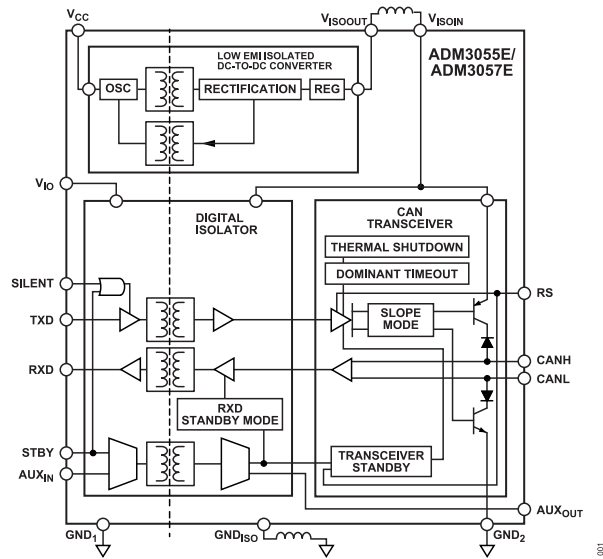 VCC
VISOOUT
VISOIN
LOW EMI ISOLATED
DC-TO-DC CONVERTER
ADM3055E/
ADM3057E
OSC
RECTIFICATION
REG
VIO
DIGITAL
ISOLATOR
CAN
TRANSCEIVER
THERMAL SHUTDOWN
DOMINANT TIMEOUT
SILENT
RS
TXD
SLOPE
MODE
RXD
CANH
CANL
RXD
STANDBY MODE
STBY
TRANSCEIVER
STANDBY
AUXIN
AUXOUT
GND1
GNDISO
GND2
001